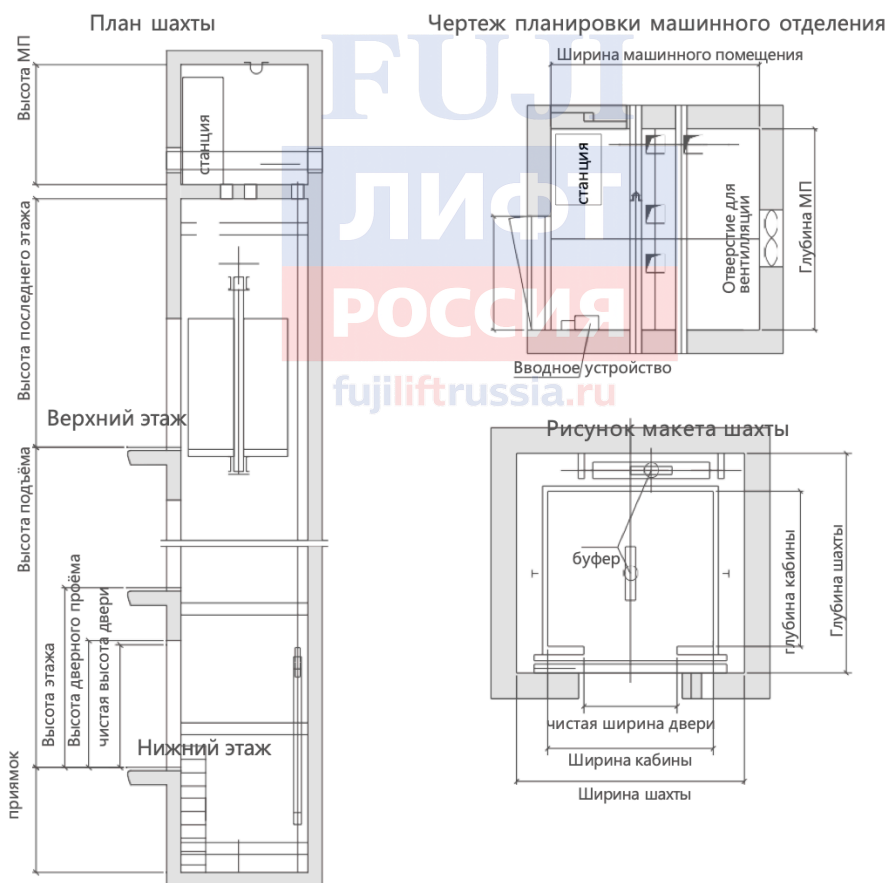 План шахты
Чертеж планировки машинного отделения
Высота МП
станция
Высота последнего этажа
Верхний этаж
Высота подъёма
Высота этажа
Высота дверного проёма
чистая высота двери
Нижний этаж
приямок
Ширина машинного помещения
станция
Отверстие для
вентилляции
Глубина МП
Вводное устройство
FUJI
ЛИФТ
РОССИЯ
fujiliftrussia.ru
Рисунок макета шахты
буфер
глубина кабины
Глубина шахты
чистая ширина двери
Ширина кабины
Ширина шахты